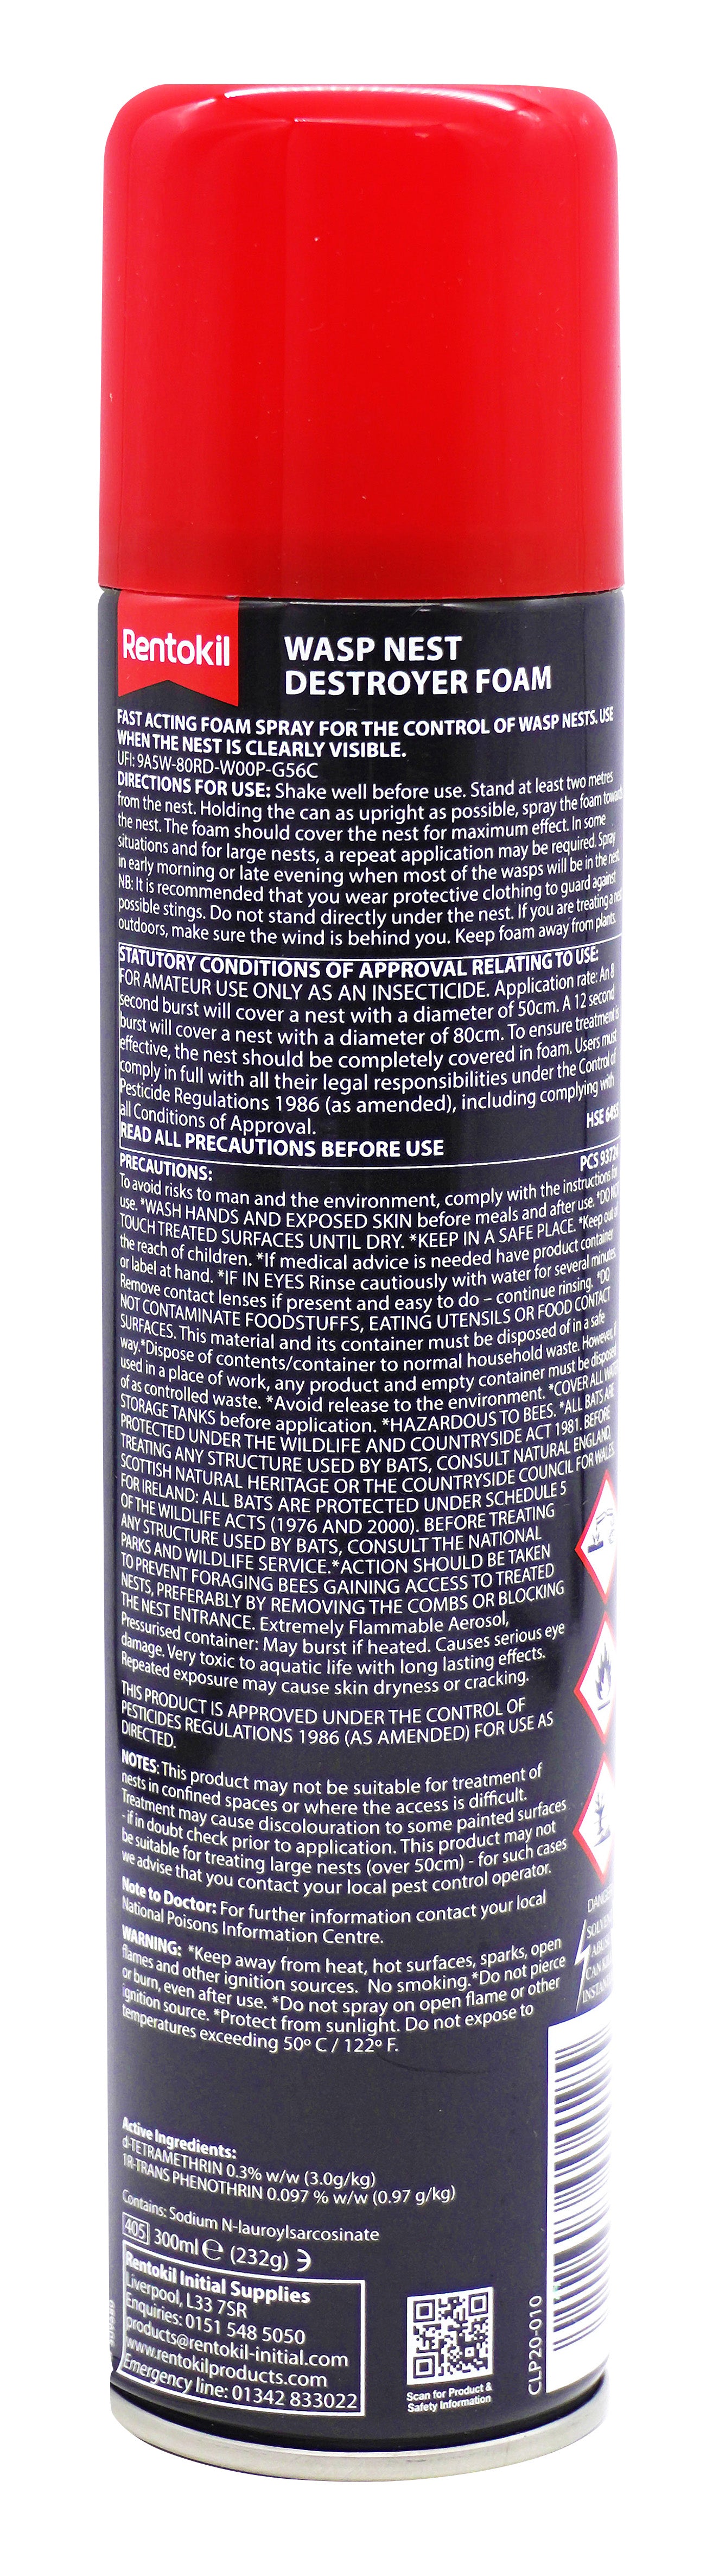 Rentokil
WASP NEST
DESTROYER FOAM
FAST ACTING FOAM SPRAY FOR THE CONTROL OF WASP NESTS. USE
WHEN THE NEST IS CLEARLY VISIBLE.
UFI: 9A5W-80RD-W00P-G56C
DIRECTIONS FOR USE: Shake well before use. Stand at least two metres
from the nest. Holding the can as upright as possible, spray the foam towards
the nest. The foam should cover the nest for maximum effect. In some
situations and for large nests, a repeat application may be required. Spray
in early morning or late evening when most of the wasps will be in the nest.
NB: It is recommended that you wear protective clothing to guard against
possible stings. Do not stand directly under the nest. If you are treating a nest
outdoors, make sure the wind is behind you. Keep foam away from plants.
STATUTORY CONDITIONS OF APPROVAL RELATING TO USE:
FOR AMATEUR USE ONLY AS AN INSECTICIDE. Application rate: An 8
second burst will cover a nest with a diameter of 50cm. A 12 second
burst will cover a nest with a diameter of 80cm. To ensure treatment is
effective, the nest should be completely covered in foam. Users must
comply in full with all their legal responsibilities under the Control of
Pesticide Regulations 1986 (as amended), including complying with
all Conditions of Approval.
HSE 6455
READ ALL PRECAUTIONS BEFORE USE
PCS 93724
PRECAUTIONS:
To avoid risks to man and the environment, comply with the instructions for
use. *WASH HANDS AND EXPOSED SKIN before meals and after use. *DO NOT
TOUCH TREATED SURFACES UNTIL DRY. *KEEP IN A SAFE PLACE. *Keep out of
the reach of children. *If medical advice is needed have product container
or label at hand. *IF IN EYES Rinse cautiously with water for several minutes.
Remove contact lenses if present and easy to do – continue rinsing. *DO
NOT CONTAMINATE FOODSTUFFS, EATING UTENSILS OR FOOD CONTACT
SURFACES. This material and its container must be disposed of in a safe
way.*Dispose of contents/container to normal household waste. However, if
used in a place of work, any product and empty container must be disposed
of as controlled waste. *Avoid release to the environment. *COVER ALL WATER
STORAGE TANKS before application. *HAZARDOUS TO BEES. *ALL BATS ARE
PROTECTED UNDER THE WILDLIFE AND COUNTRYSIDE ACT 1981. BEFORE
TREATING ANY STRUCTURE USED BY BATS, CONSULT NATURAL ENGLAND,
SCOTTISH NATURAL HERITAGE OR THE COUNTRYSIDE COUNCIL FOR WALES.
FOR IRELAND: ALL BATS ARE PROTECTED UNDER SCHEDULE 5
OF THE WILDLIFE ACTS (1976 AND 2000). BEFORE TREATING
ANY STRUCTURE USED BY BATS, CONSULT THE NATIONAL
PARKS AND WILDLIFE SERVICE.*ACTION SHOULD BE TAKEN
TO PREVENT FORAGING BEES GAINING ACCESS TO TREATED
NESTS, PREFERABLY BY REMOVING THE COMBS OR BLOCKING
THE NEST ENTRANCE. Extremely Flammable Aerosol,
Pressurised container: May burst if heated. Causes serious eye
damage. Very toxic to aquatic life with long lasting effects.
Repeated exposure may cause skin dryness or cracking.
THIS PRODUCT IS APPROVED UNDER THE CONTROL OF
PESTICIDES REGULATIONS 1986 (AS AMENDED) FOR USE AS
DIRECTED.
NOTES: This product may not be suitable for treatment of
nests in confined spaces or where the access is difficult.
Treatment may cause discolouration to some painted surfaces
- if in doubt check prior to application. This product may not
be suitable for treating large nests (over 50cm) - for such cases
we advise that you contact your local pest control operator.
Note to Doctor: For further information contact your local
National Poisons Information Centre.
WARNING: *Keep away from heat, hot surfaces, sparks, open
flames and other ignition sources. No smoking.*Do not pierce
or burn, even after use. *Do not spray on open flame or other
ignition source. *Protect from sunlight. Do not expose to
temperatures exceeding 50º C / 122º F.
Active Ingredients:
d-TETRAMETHRIN 0.3% w/w (3.0g/kg)
1R-TRANS PHENOTHRIN 0.097 % w/w (0.97 g/kg)
Contains: Sodium N-lauroylsarcosinate
405 300ml ℮ (232g) Ɜ
Rentokil Initial Supplies
Liverpool, L33 7SR
Enquiries: 0151 548 5050
products@rentokil-initial.com
www.rentokilproducts.com
Emergency line: 01342 833022
Scan for Product &
Safety Information
CLP20-010